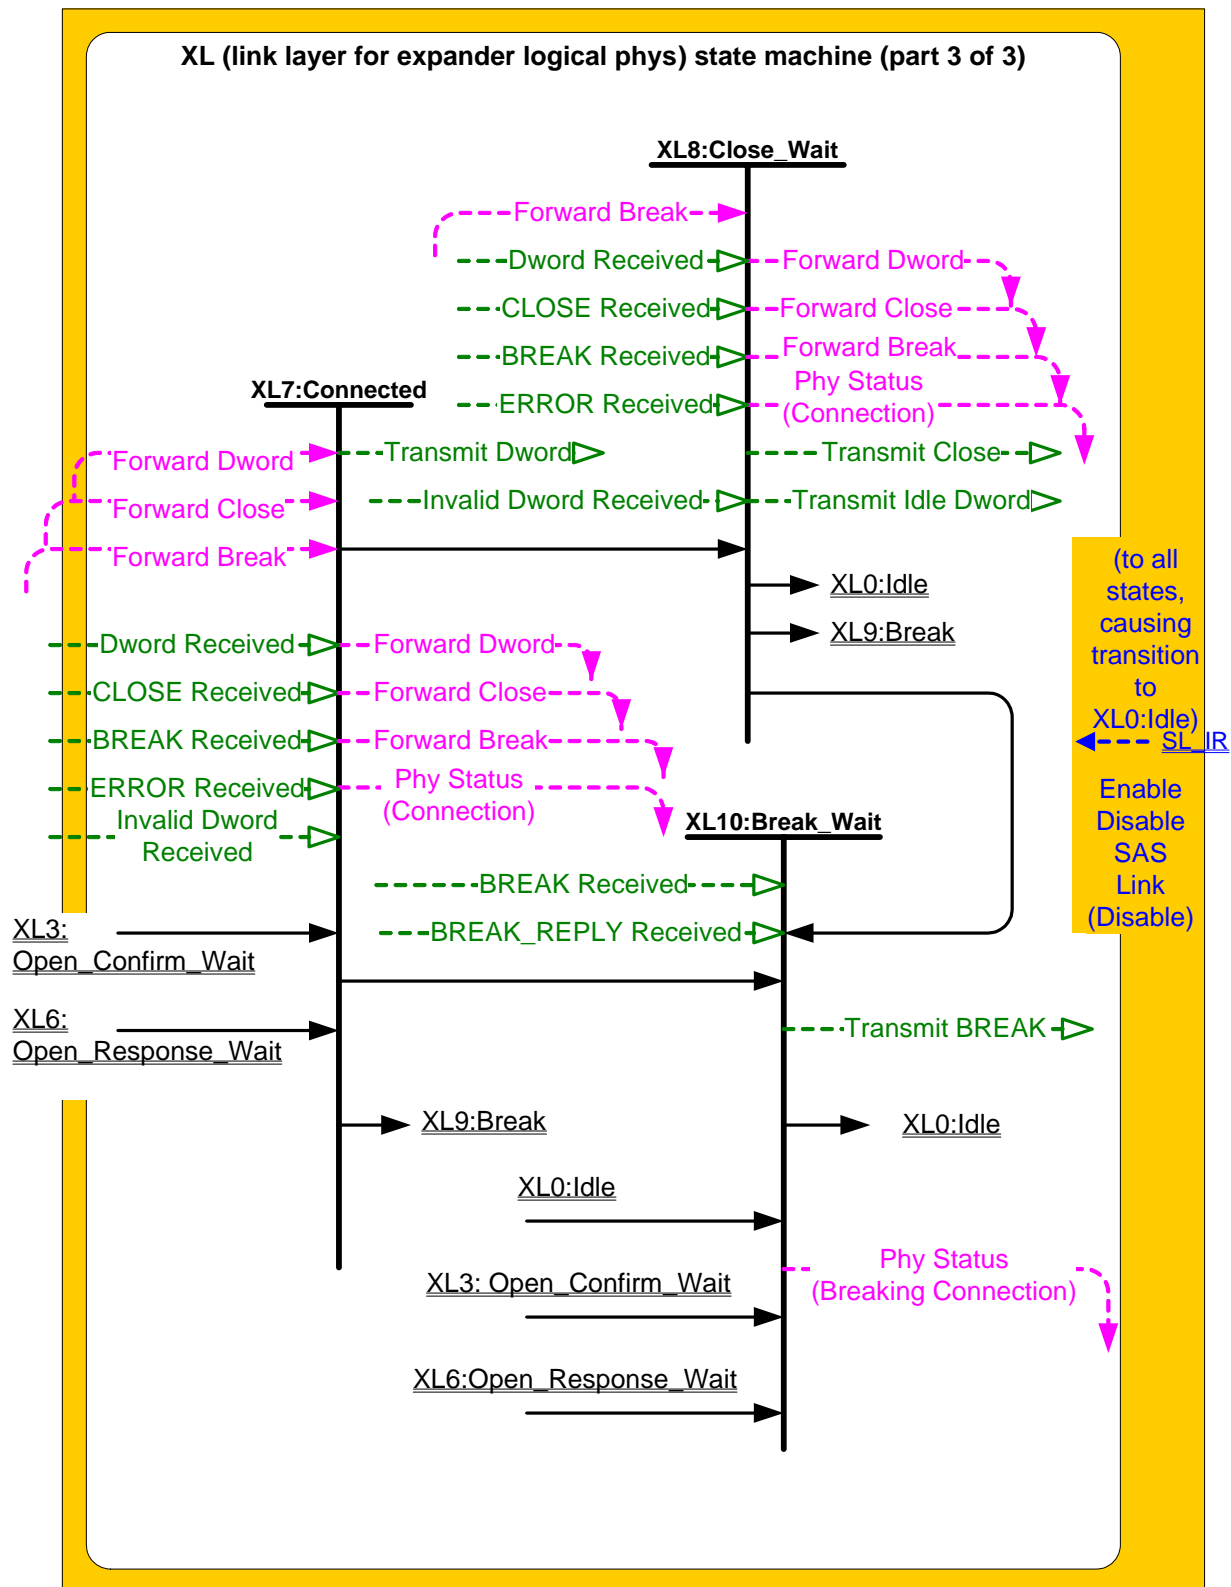 XL (link layer for expander logical phys) state machine (part 3 of 3)
XL8:Close_Wait
Forward Break
Dword Received
Forward Dword
CLOSE Received
Forward Close
BREAK Received
Forward Break
ERROR Received
Phy Status
(Connection)
Transmit Close
Invalid Dword Received
Transmit Idle Dword
XL0:Idle
XL9:Break
XL7:Connected
Forward Dword
Transmit Dword
Forward Close
Forward Break
Dword Received
Forward Dword
CLOSE Received
Forward Close
BREAK Received
Forward Break
ERROR Received
Phy Status
(Connection)
Invalid Dword
Received
XL3:
Open_Confirm_Wait
XL6:
Open_Response_Wait
XL9:Break
XL10:Break_Wait
BREAK Received
BREAK_REPLY Received
Transmit BREAK
XL0:Idle
XL0:Idle
Phy Status
(Breaking Connection)
XL3: Open_Confirm_Wait
XL6:Open_Response_Wait
(to all
states,
causing
transition
to
XL0:Idle)
SL_IR
Enable
Disable
SAS
Link
(Disable)